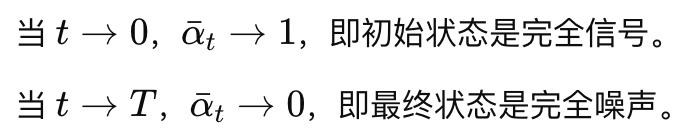 当 t → 0，ᾱ_t → 1，即初始状态是完全信号。
当 t → T，ᾱ_t → 0，即最终状态是完全噪声。